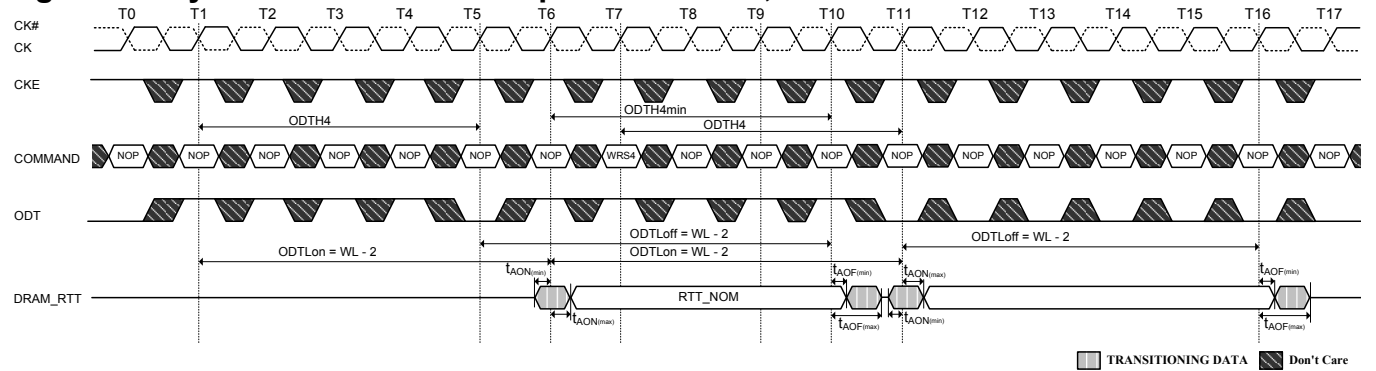 T0 T1 T2 T3 T4 T5 T6 T7 T8 T9 T10 T11 T12 T13 T14 T15 T16 T17
CK#
CK
CKE
ODTH4min
ODTH4 ODTH4
COMMAND NOP NOP NOP NOP NOP NOP NOP WRS4 NOP NOP NOP NOP NOP NOP NOP NOP NOP NOP
ODT
ODTLoff = WL - 2 ODTLoff = WL - 2
ODTLon = WL - 2 ODTLon = WL - 2
tAON(min) tAOF(min) tAON(max) tAOF(min)
DRAM_RTT RTT_NOM
tAON(max) tAOF(max) tAON(min) tAOF(max)
TRANSITIONING DATA Don't Care